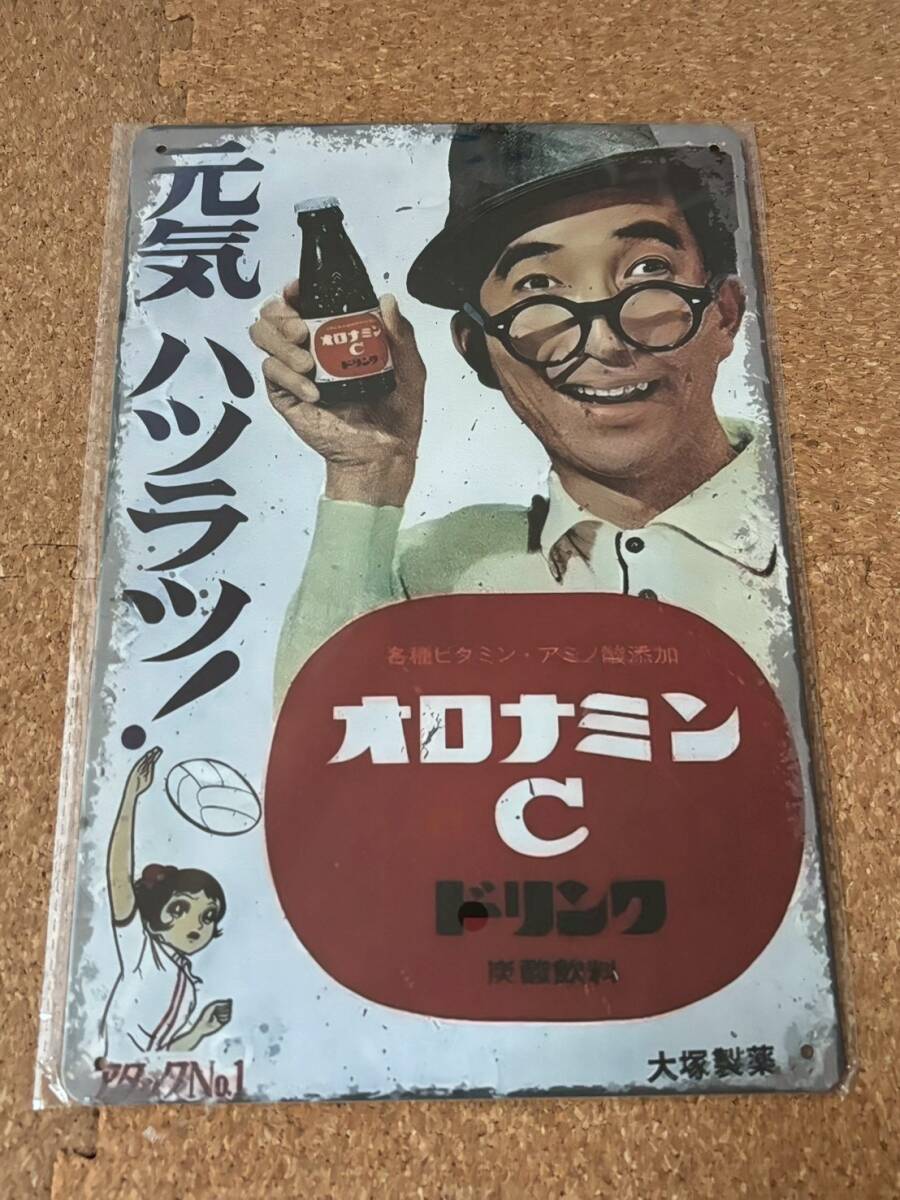 元気 ハツラツ!
オロナミン
C
ドリンク
各種ビタミン・アミノ酸添加
オロナミン
C
ドリンク
炭酸飲料
アタックNo.1
大塚製薬